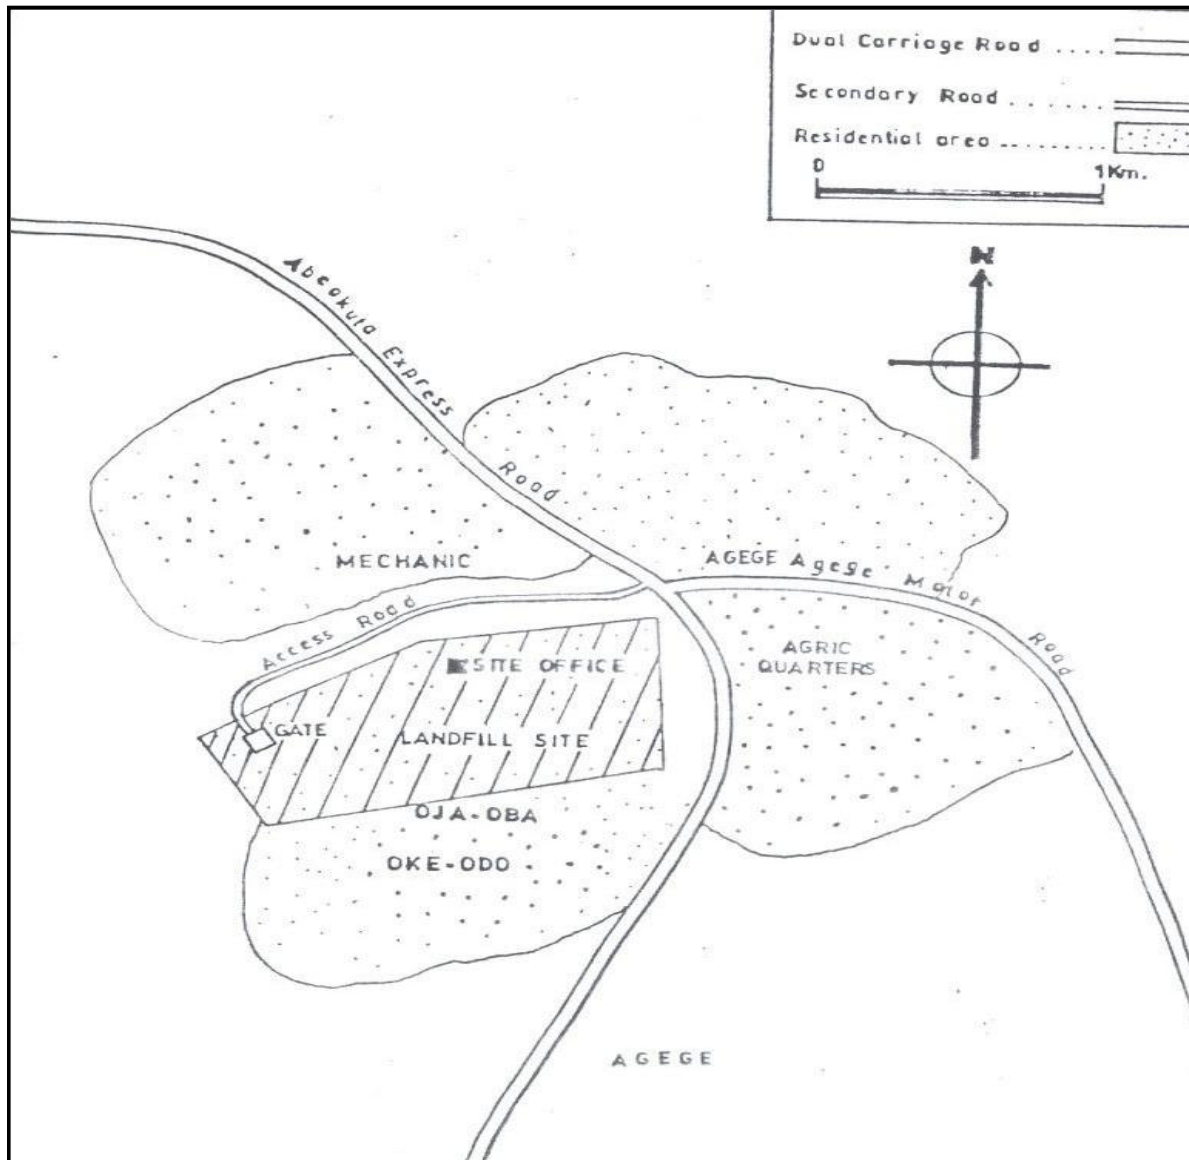 Dual Carriage Road ....
Secondary Road ......
Residential area ..........
0 1Km.
N
Abeokuta Express Road
MECHANIC
AGEGE Agege Motor Road
Access Road
AGRIC
QUARTERS
SITE OFFICE
GATE
LANDFILL SITE
OJA-OBA
OKE-ODO
AGEGE